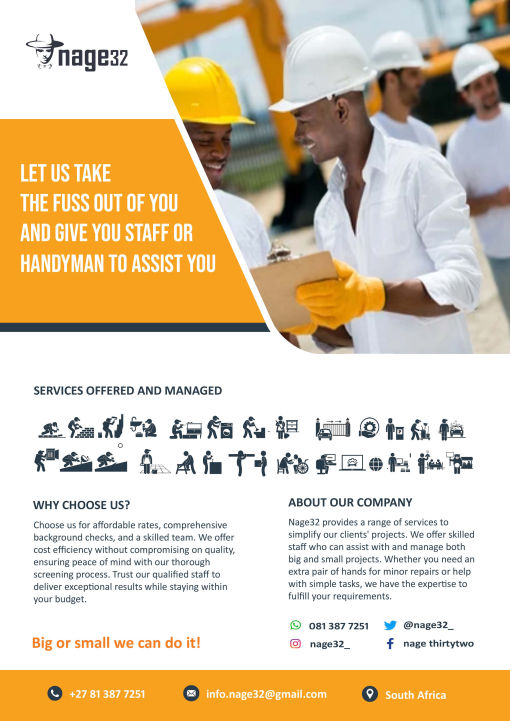 nage32
LET US TAKE
THE FUSS OUT OF YOU
AND GIVE YOU STAFF OR
HANDYMAN TO ASSIST YOU
SERVICES OFFERED AND MANAGED
WHY CHOOSE US?
Choose us for affordable rates, comprehensive
background checks, and a skilled team. We offer
cost efficiency without compromising on quality,
ensuring peace of mind with our thorough
screening process. Trust our qualified staff to
deliver exceptional results while staying within
your budget.
Big or small we can do it!
ABOUT OUR COMPANY
Nage32 provides a range of services to
simplify our clients' projects. We offer skilled
staff who can assist with and manage both
big and small projects. Whether you need an
extra pair of hands for minor repairs or help
with simple tasks, we have the expertise to
fulfill your requirements.
081 387 7251
@nage32_
nage32_
nage thirtytwo
+27 81 387 7251
info.nage32@gmail.com
South Africa